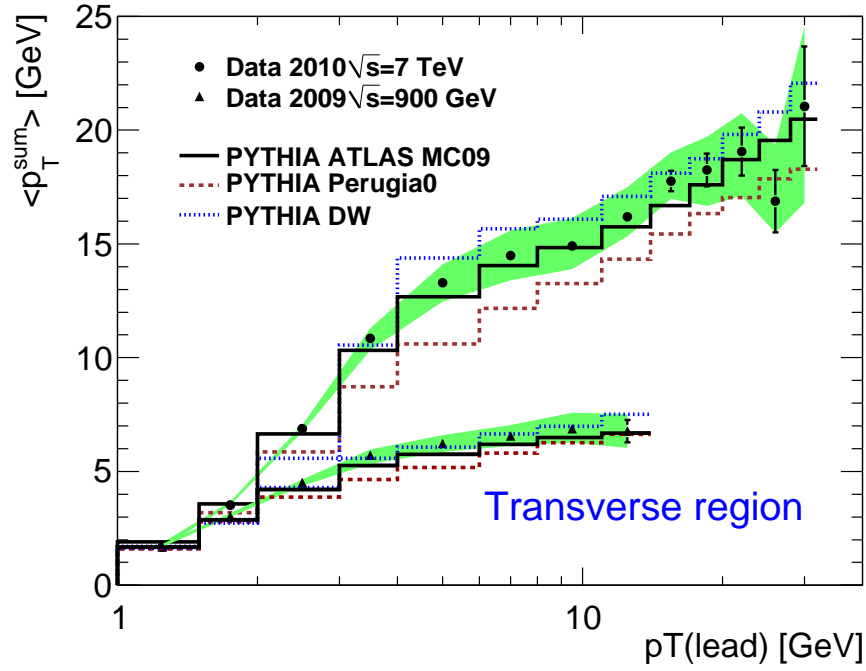 25
20
15
10
5
0
<p_T^sum> [GeV]
Data 2010√s=7 TeV
Data 2009√s=900 GeV
PYTHIA ATLAS MC09
PYTHIA Perugia0
PYTHIA DW
Transverse region
1
10
pT(lead) [GeV]